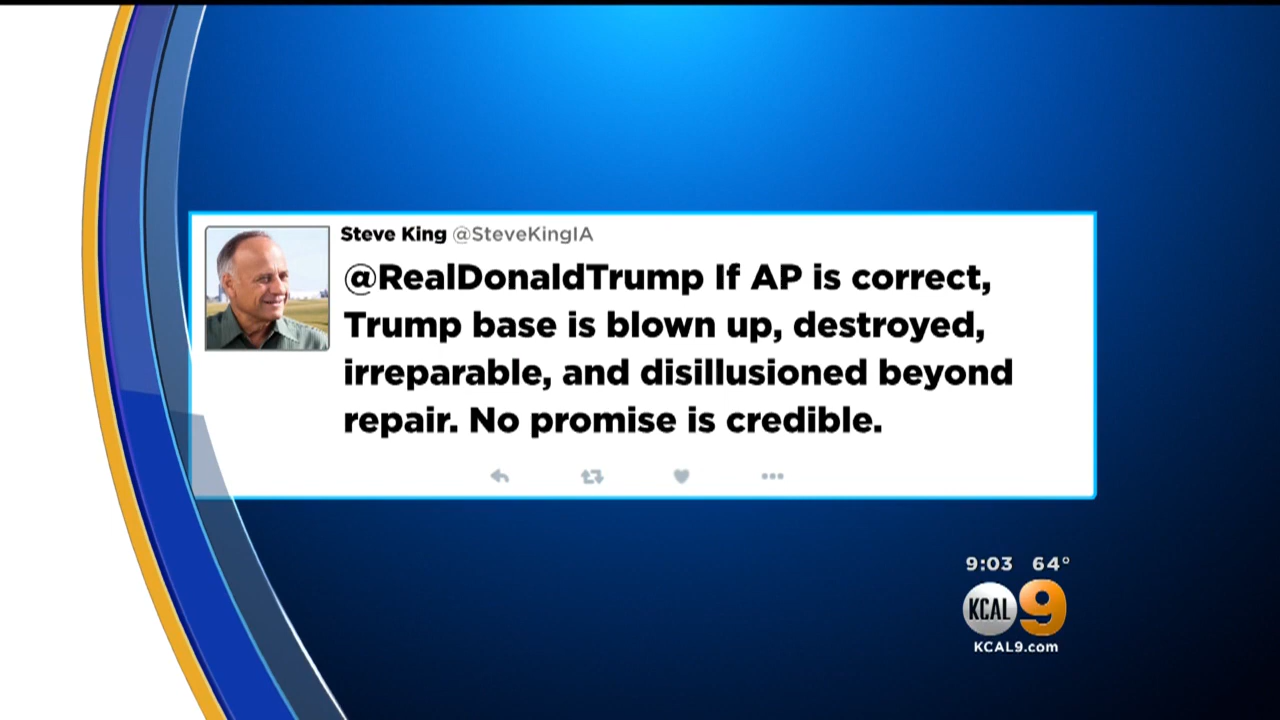 Steve King @SteveKingIA
@RealDonaldTrump If AP is correct,
Trump base is blown up, destroyed,
irreparable, and disillusioned beyond
repair. No promise is credible.
9:03 64°
KCAL 9
KCAL9.com